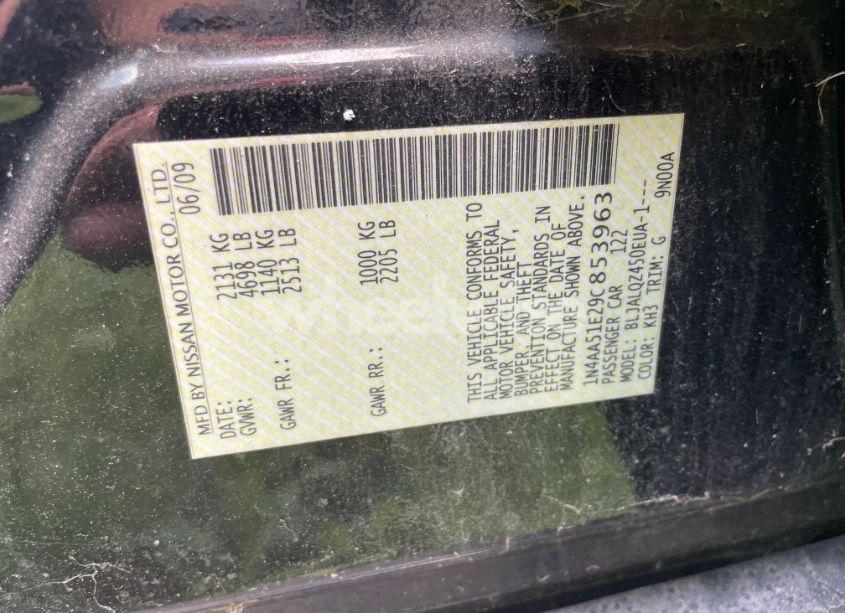 MFD BY NISSAN MOTOR CO., LTD.
DATE: 06/09
GVWR: 2131 KG
4698 LB
GAWR FR.: 1140 KG
2513 LB
GAWR RR.: 1000 KG
2205 LB
THIS VEHICLE CONFORMS TO
ALL APPLICABLE FEDERAL
MOTOR VEHICLE SAFETY,
BUMPER, AND THEFT
PREVENTION STANDARDS IN
EFFECT ON THE DATE OF
MANUFACTURE SHOWN ABOVE.
1N4AA51E29C853963
PASSENGER CAR 122
MODEL: BLJALQZ450EUA-1---
COLOR: KH3 TRIM: G 9N00A